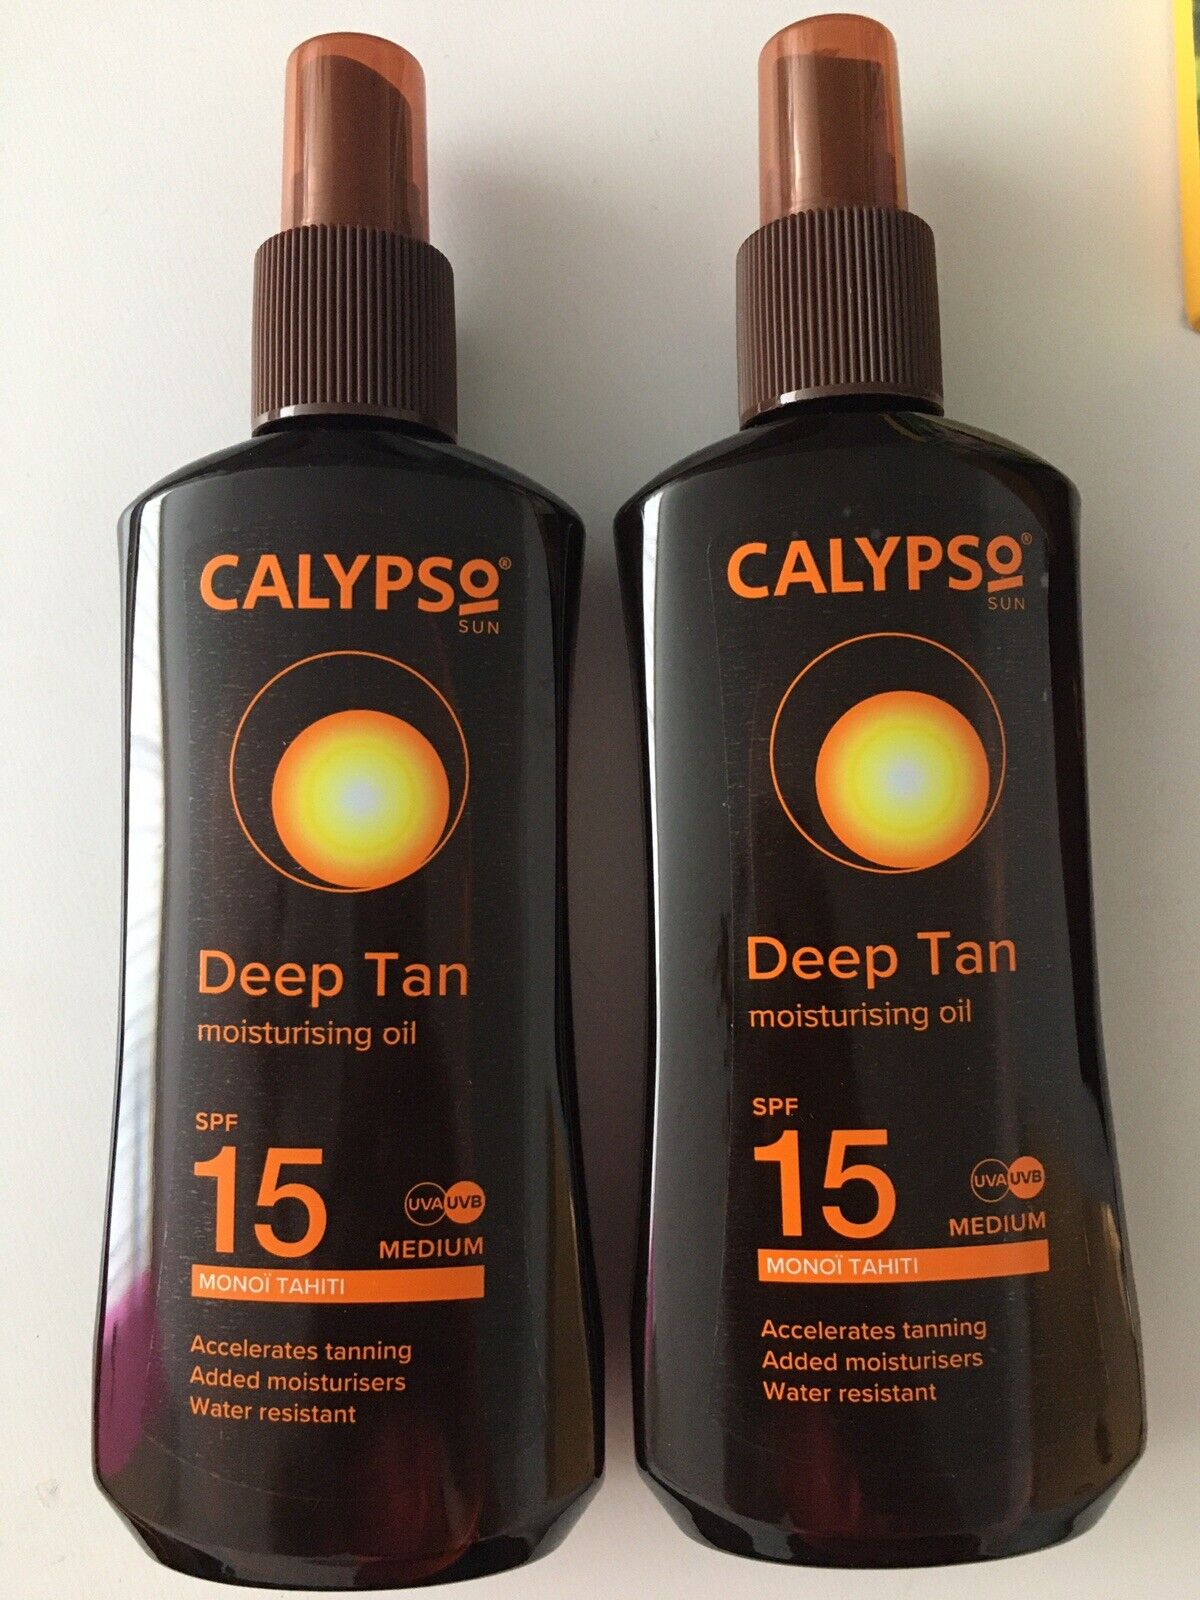 CALYPSO®
SUN
Deep Tan
moisturising oil
SPF
15
UVA UVB
MEDIUM
MONOÏ TAHITI
Accelerates tanning
Added moisturisers
Water resistant
CALYPSO®
SUN
Deep Tan
moisturising oil
SPF
15
UVA UVB
MEDIUM
MONOÏ TAHITI
Accelerates tanning
Added moisturisers
Water resistant